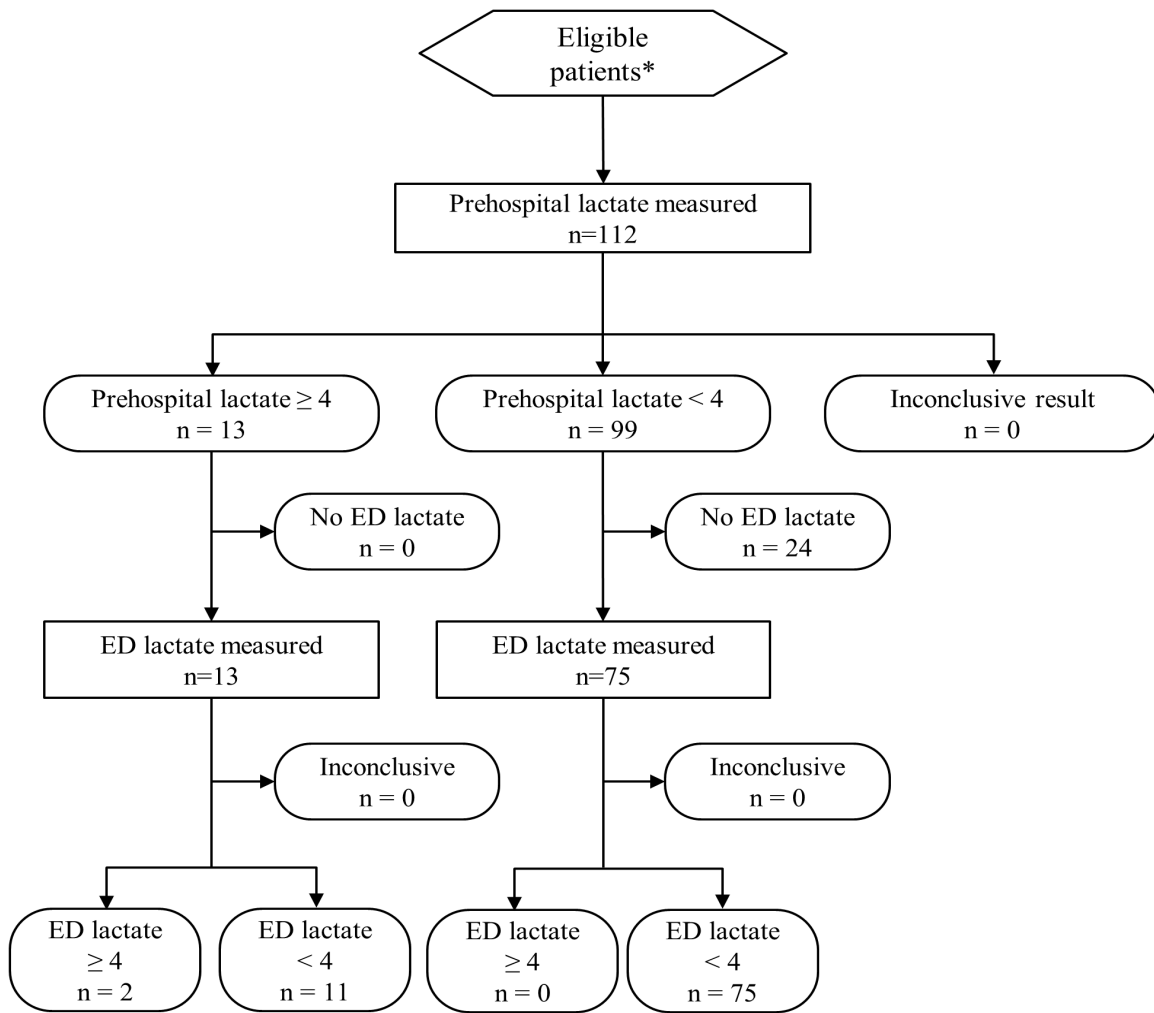 Eligible
patients*
Prehospital lactate measured
n=112
Prehospital lactate ≥ 4
n = 13
Prehospital lactate < 4
n = 99
Inconclusive result
n = 0
No ED lactate
n = 0
No ED lactate
n = 24
ED lactate measured
n=13
ED lactate measured
n=75
Inconclusive
n = 0
Inconclusive
n = 0
ED lactate
≥ 4
n = 2
ED lactate
< 4
n = 11
ED lactate
≥ 4
n = 0
ED lactate
< 4
n = 75